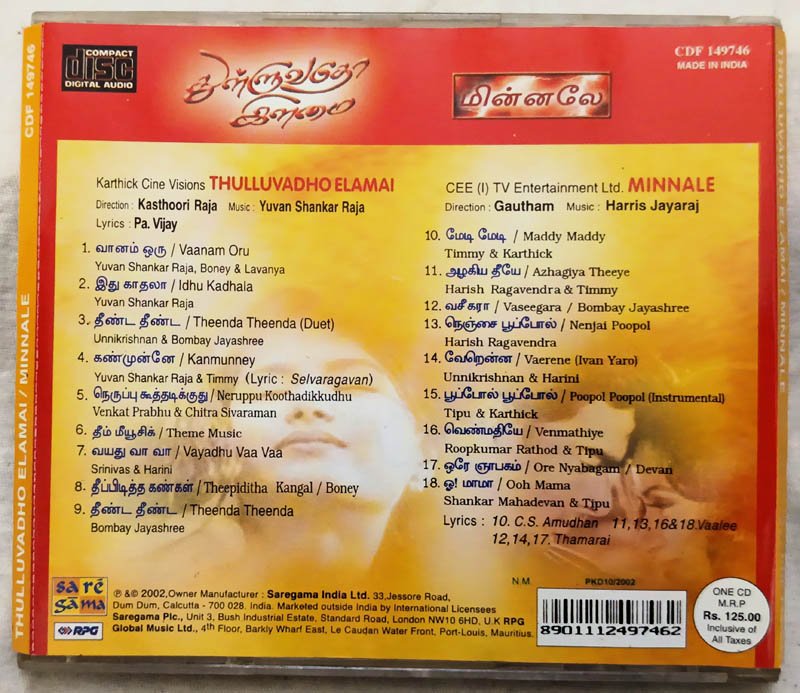 COMPACT
disc
DIGITAL AUDIO
துள்ளுவதோ
இளமை
மின்னலே
CDF 149746
MADE IN INDIA
CDF 149746
THULLUVADHO ELAMAI / MINNALE
THULLUVADHO ELAMAI / MINNALE
Karthick Cine Visions THULLUVADHO ELAMAI
Direction : Kasthoori Raja Music : Yuvan Shankar Raja
Lyrics : Pa. Vijay
1. வானம் ஒரு / Vaanam Oru
Yuvan Shankar Raja, Boney & Lavanya
2. இது காதலா / Idhu Kadhala
Yuvan Shankar Raja
3. தீண்ட தீண்ட / Theenda Theenda (Duet)
Unnikrishnan & Bombay Jayashree
4. கண்முன்னே / Kanmunney
Yuvan Shankar Raja & Timmy (Lyric : Selvaragavan)
5. நெருப்பு கூத்தடிக்குது / Neruppu Koothadikkudhu
Venkat Prabhu & Chitra Sivaraman
6. தீம் மியூசிக் / Theme Music
7. வயது வா வா / Vayadhu Vaa Vaa
Srinivas & Harini
8. தீப்பிடித்த கண்கள் / Theepiditha Kangal / Boney
9. தீண்ட தீண்ட / Theenda Theenda
Bombay Jayashree
CEE (I) TV Entertainment Ltd. MINNALE
Direction : Gautham Music : Harris Jayaraj
10. மேடி மேடி / Maddy Maddy
Timmy & Karthick
11. அழகிய தீயே / Azhagiya Theeye
Harish Ragavendra & Timmy
12. வசீகரா / Vaseegara / Bombay Jayashree
13. நெஞ்சை பூப்போல் / Nenjai Poopol
Harish Ragavendra
14. வேறென்ன / Vaerene (Ivan Yaro)
Unnikrishnan & Harini
15. பூப்போல் பூப்போல் / Poopol Poopol (Instrumental)
Tipu & Karthick
16. வெண்மதியே / Venmathiye
Roopkumar Rathod & Tipu
17. ஒரே ஞாபகம் / Ore Nyabagam / Devan
18. ஓ! மாமா / Ooh Mama
Shankar Mahadevan & Tipu
Lyrics : 10. C.S. Amudhan 11,13,16&18.Vaalee
12,14,17. Thamarai
N.M. PKD10/2002
saregama
RPG
℗ &© 2002,Owner Manufacturer : Saregama India Ltd. 33,Jessore Road,
Dum Dum, Calcutta - 700 028. India. Marketed outside India by International Licensees
Saregama Plc., Unit 3, Bush Industrial Estate, Standard Road, London NW10 6HD, U.K RPG
Global Music Ltd., 4th Floor, Barkly Wharf East, Le Caudan Water Front, Port-Louis, Mauritius.
8901112497462
ONE CD
M.R.P
Rs. 125.00
Inclusive of
All Taxes